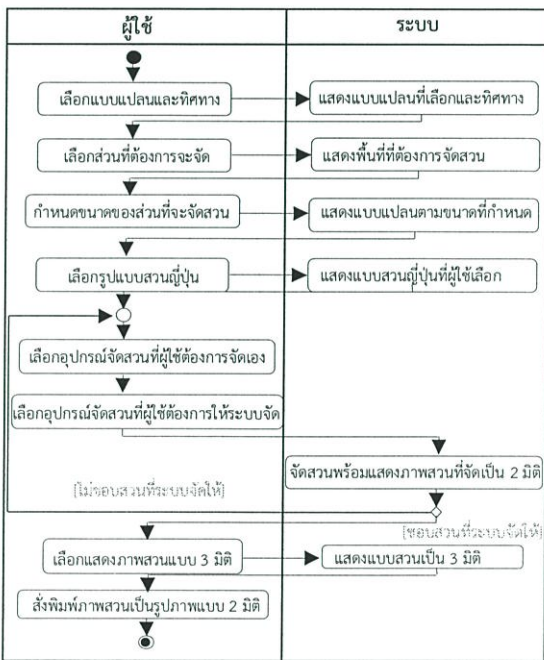 ผู้ใช้
ระบบ
เลือกแบบแปลนและทิศทาง
แสดงแบบแปลนที่เลือกและทิศทาง
เลือกส่วนที่ต้องการจะจัด
แสดงพื้นที่ที่ต้องการจัดสวน
กำหนดขนาดของส่วนที่จะจัดสวน
แสดงแบบแปลนตามขนาดที่กำหนด
เลือกรูปแบบสวนญี่ปุ่น
แสดงแบบสวนญี่ปุ่นที่ผู้ใช้เลือก
เลือกอุปกรณ์จัดสวนที่ผู้ใช้ต้องการจัดเอง
เลือกอุปกรณ์จัดสวนที่ผู้ใช้ต้องการให้ระบบจัด
จัดสวนพร้อมแสดงภาพสวนที่จัดเป็น 2 มิติ
[ไม่ชอบสวนที่ระบบจัดให้]
[ชอบสวนที่ระบบจัดให้]
เลือกแสดงภาพสวนแบบ 3 มิติ
แสดงแบบสวนเป็น 3 มิติ
สั่งพิมพ์ภาพสวนเป็นรูปภาพแบบ 2 มิติ